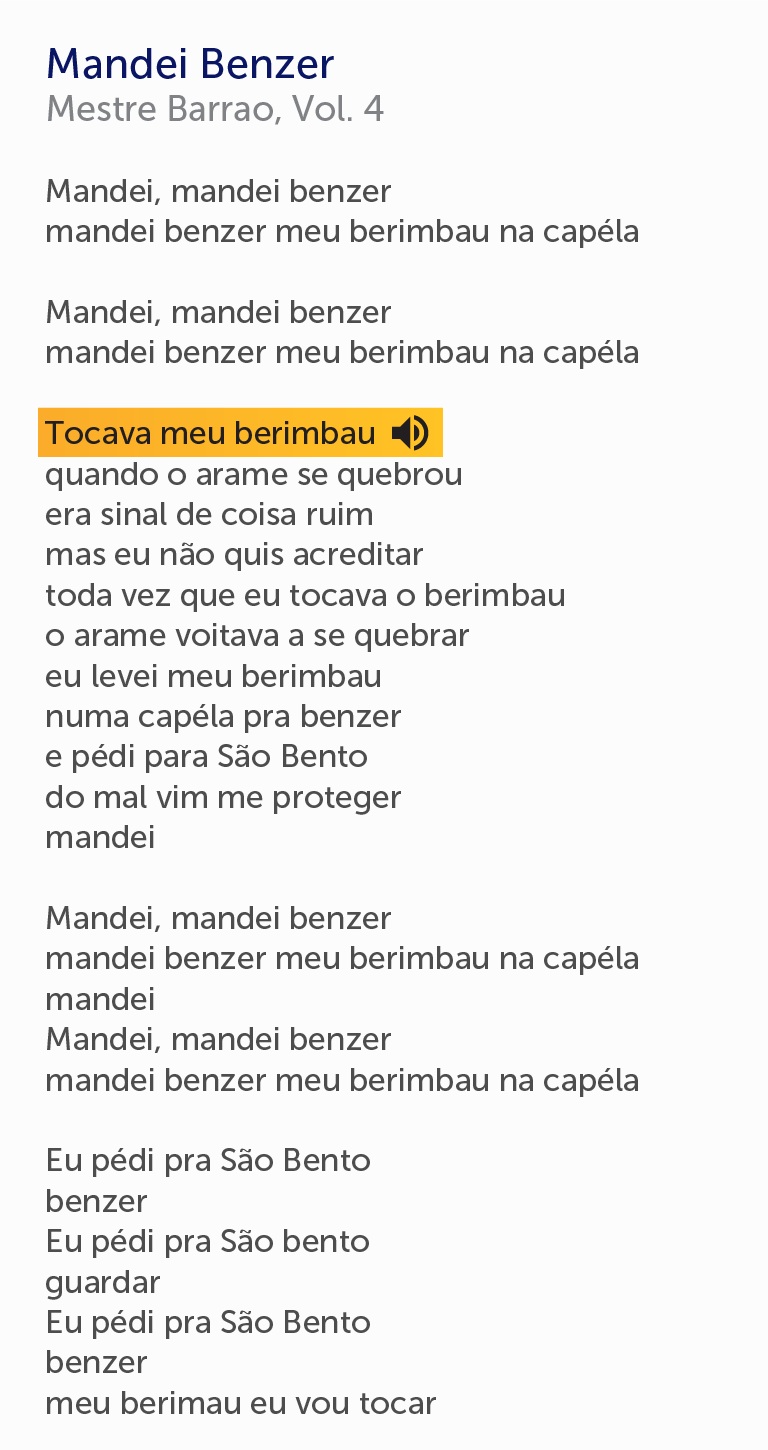 Mandei Benzer
Mestre Barrao, Vol. 4
Mandei, mandei benzer
mandei benzer meu berimbau na capéla
Mandei, mandei benzer
mandei benzer meu berimbau na capéla
Tocava meu berimbau
quando o arame se quebrou
era sinal de coisa ruim
mas eu não quis acreditar
toda vez que eu tocava o berimbau
o arame voitava a se quebrar
eu levei meu berimbau
numa capéla pra benzer
e pédi para São Bento
do mal vim me proteger
mandei
Mandei, mandei benzer
mandei benzer meu berimbau na capéla
mandei
Mandei, mandei benzer
mandei benzer meu berimbau na capéla
Eu pédi pra São Bento
benzer
Eu pédi pra São bento
guardar
Eu pédi pra São Bento
benzer
meu berimau eu vou tocar